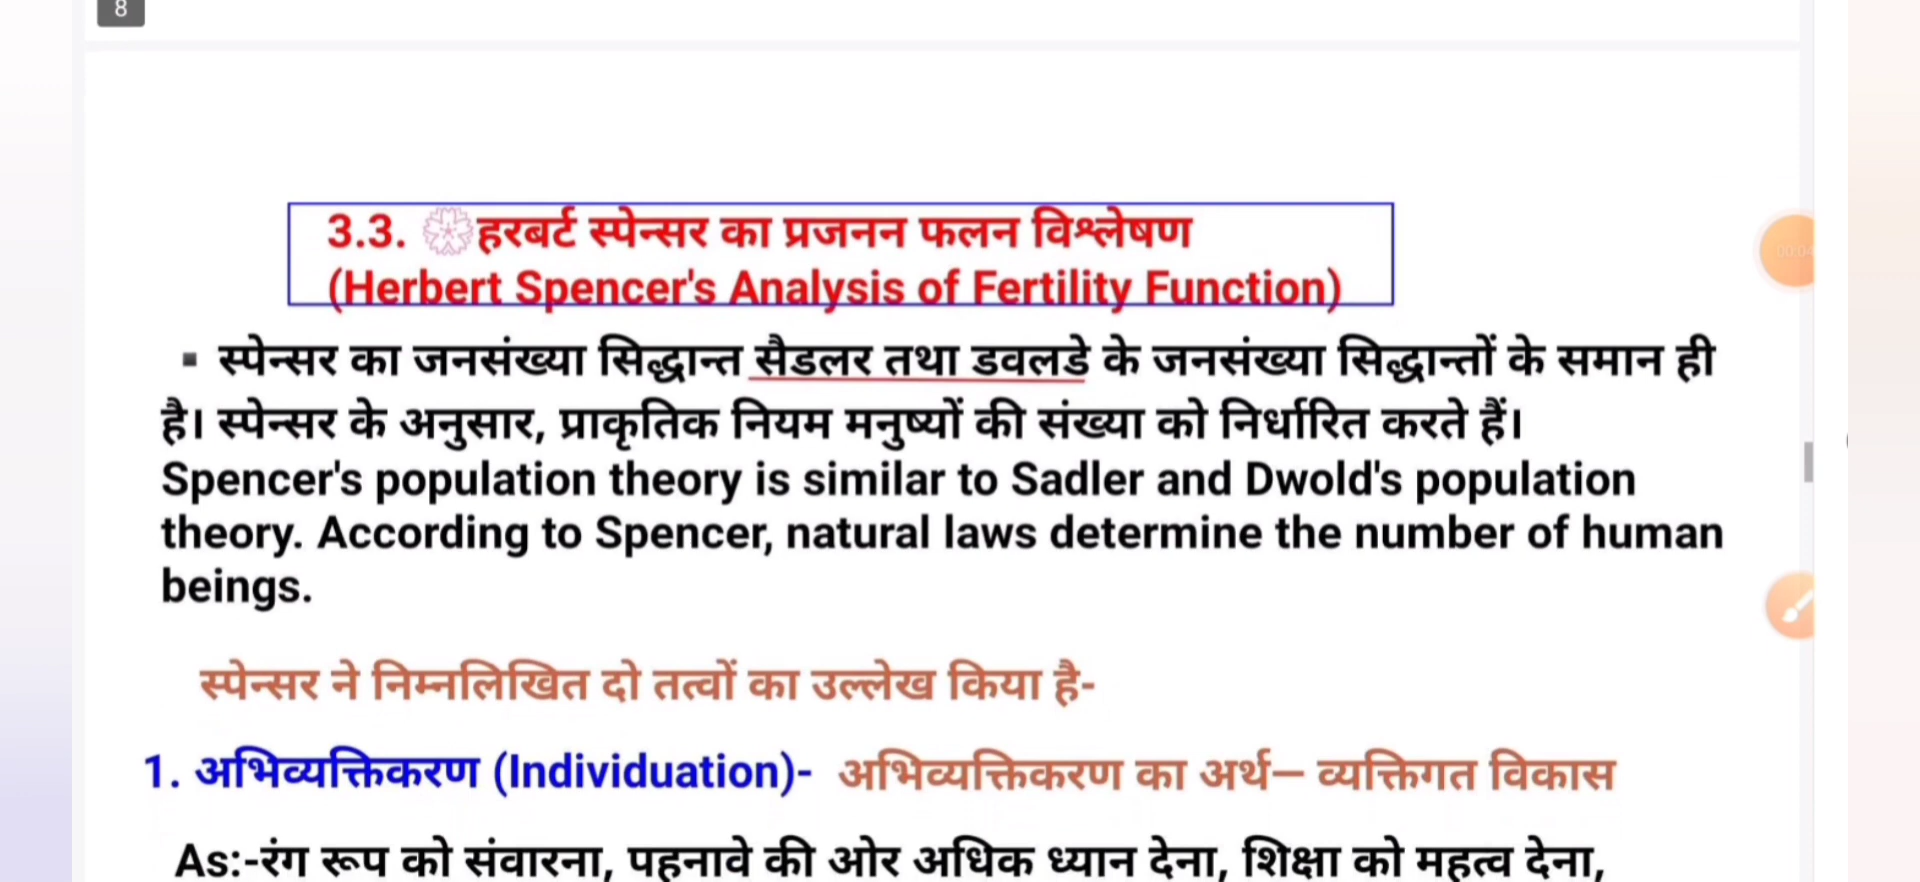 8
3.3. हरबर्ट स्पेन्सर का प्रजनन फलन विश्लेषण
(Herbert Spencer's Analysis of Fertility Function)
▪ स्पेन्सर का जनसंख्या सिद्धान्त सैडलर तथा डवलडे के जनसंख्या सिद्धान्तों के समान ही
है। स्पेन्सर के अनुसार, प्राकृतिक नियम मनुष्यों की संख्या को निर्धारित करते हैं।
Spencer's population theory is similar to Sadler and Dwold's population
theory. According to Spencer, natural laws determine the number of human
beings.
स्पेन्सर ने निम्नलिखित दो तत्वों का उल्लेख किया है-
1. अभिव्यक्तिकरण (Individuation)- अभिव्यक्तिकरण का अर्थ— व्यक्तिगत विकास
As:-रंग रूप को संवारना, पहनावे की ओर अधिक ध्यान देना, शिक्षा को महत्व देना,